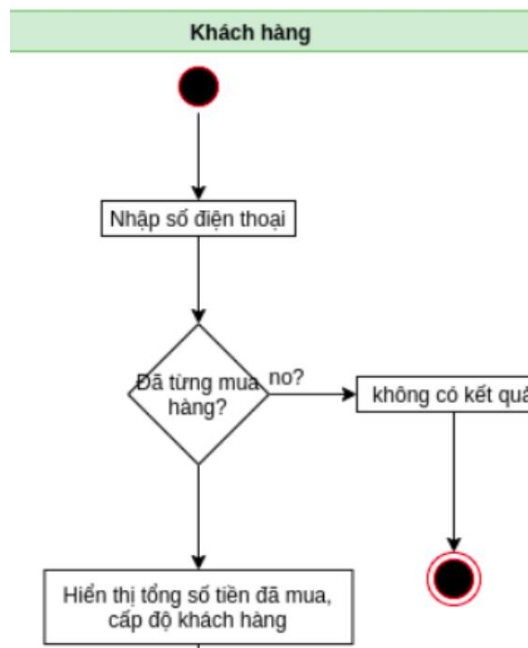 Khách hàng
Nhập số điện thoại
Đã từng mua
hàng?
no?
không có kết quả
Hiển thị tổng số tiền đã mua,
cấp độ khách hàng